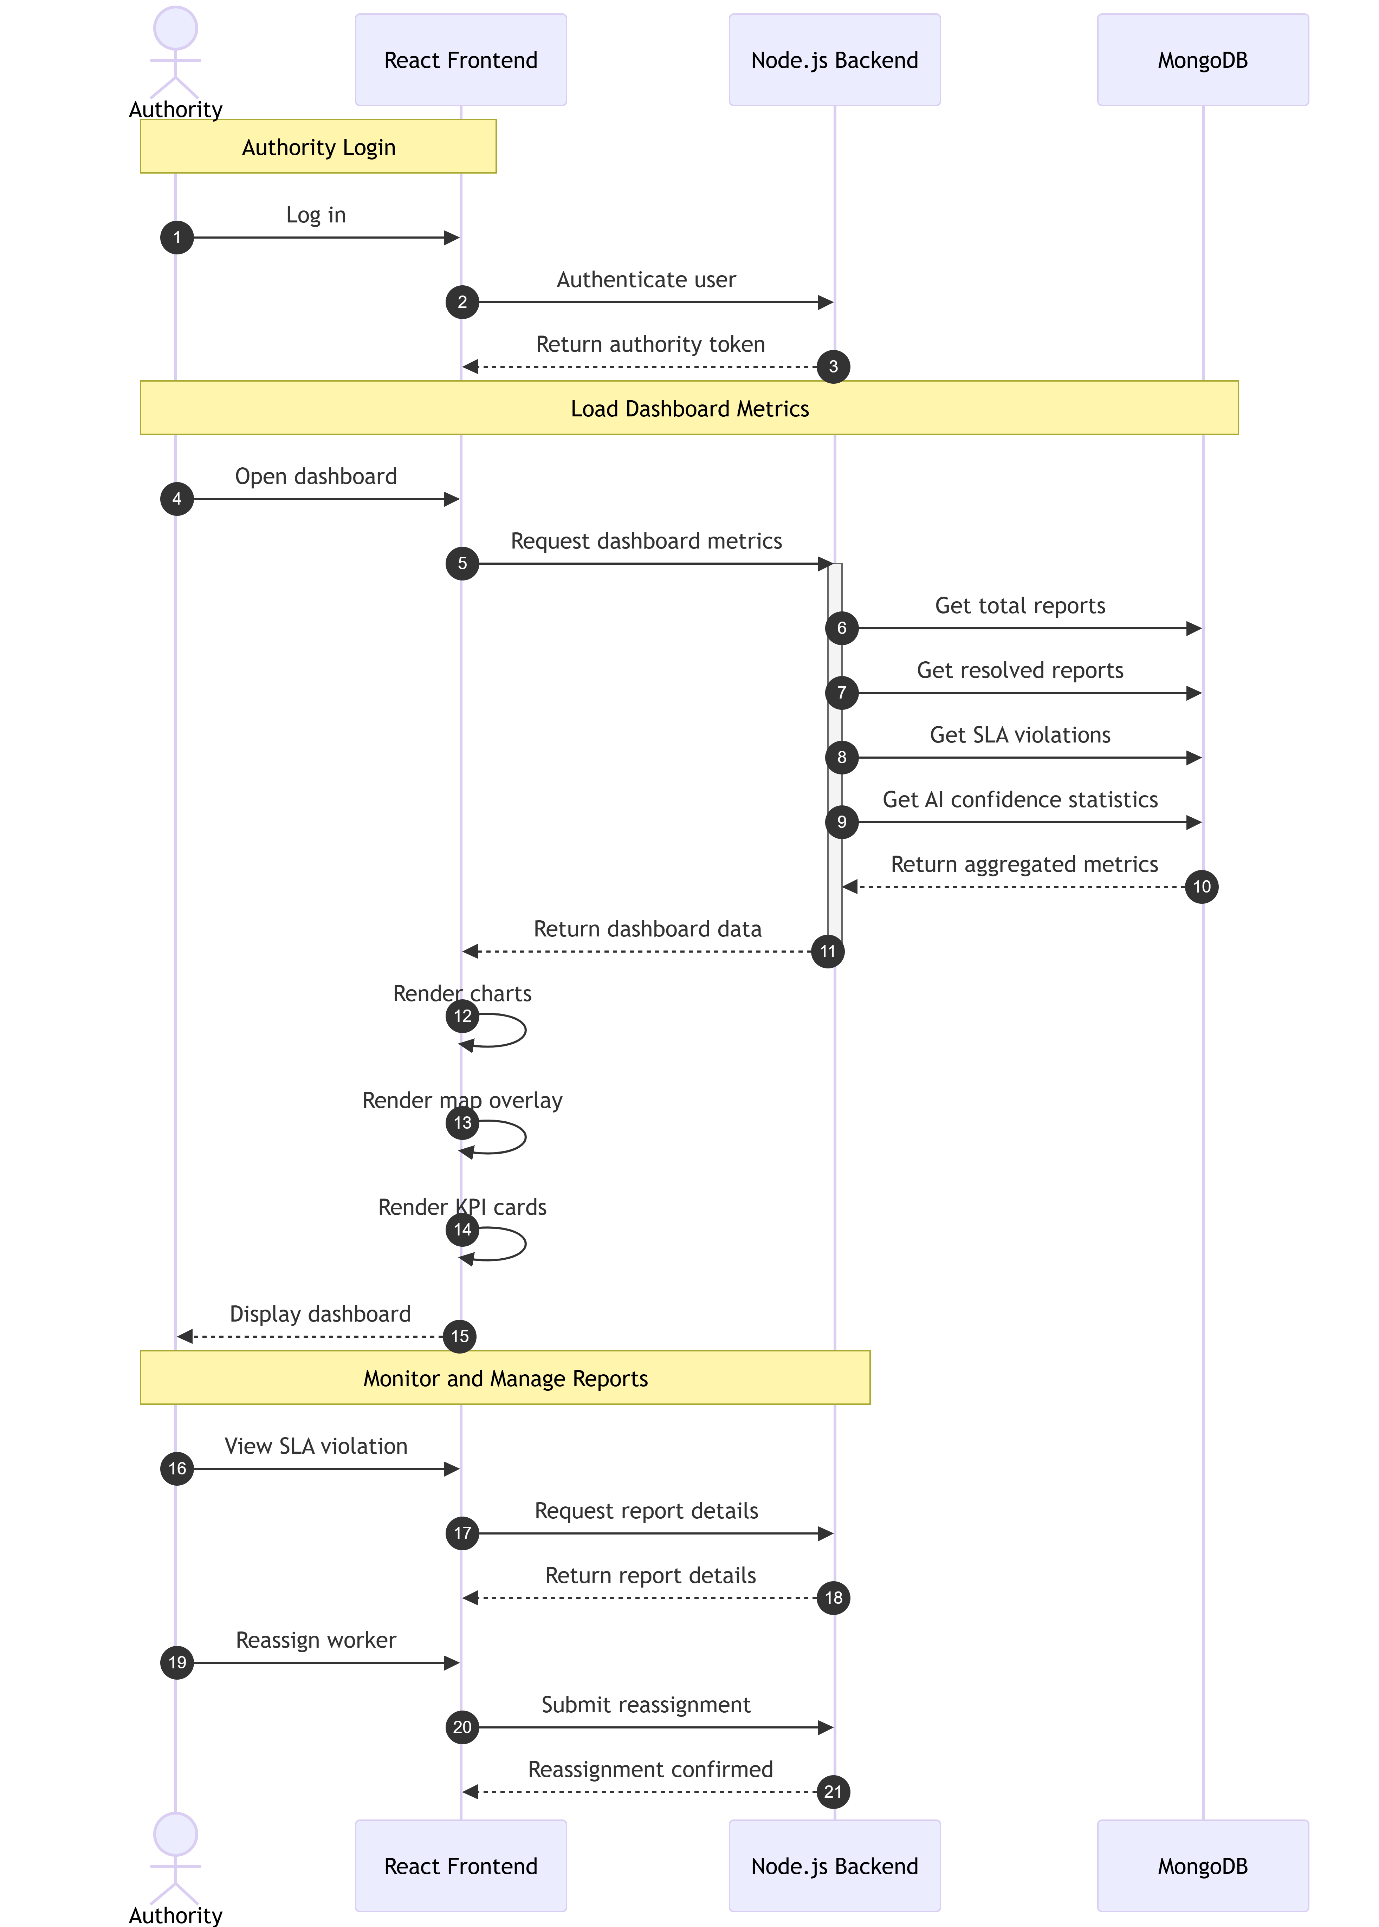 React Frontend
Node.js Backend
MongoDB
Authority
Authority Login
Log in
1
Authenticate user
2
Return authority token
3
Load Dashboard Metrics
Open dashboard
4
Request dashboard metrics
5
Get total reports
6
Get resolved reports
7
Get SLA violations
8
Get AI confidence statistics
9
Return aggregated metrics
10
Return dashboard data
11
Render charts
12
Render map overlay
13
Render KPI cards
14
Display dashboard
15
Monitor and Manage Reports
View SLA violation
16
Request report details
17
Return report details
18
Reassign worker
19
Submit reassignment
20
Reassignment confirmed
21
React Frontend
Node.js Backend
MongoDB
Authority